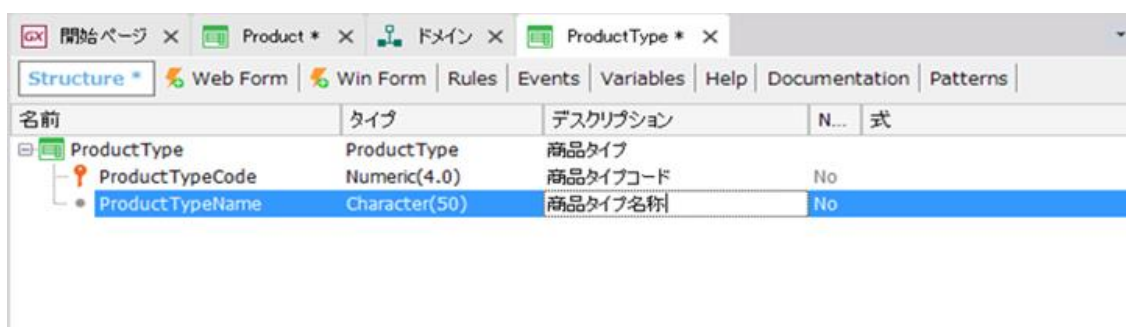 GX 開始ページ × Product * × ドメイン × ProductType * ×
Structure * Web Form Win Form Rules Events Variables Help Documentation Patterns
名前 タイプ デスクリプション N... 式
ProductType ProductType 商品タイプ
ProductTypeCode Numeric(4.0) 商品タイプコード No
ProductTypeName Character(50) 商品タイプ名称 No